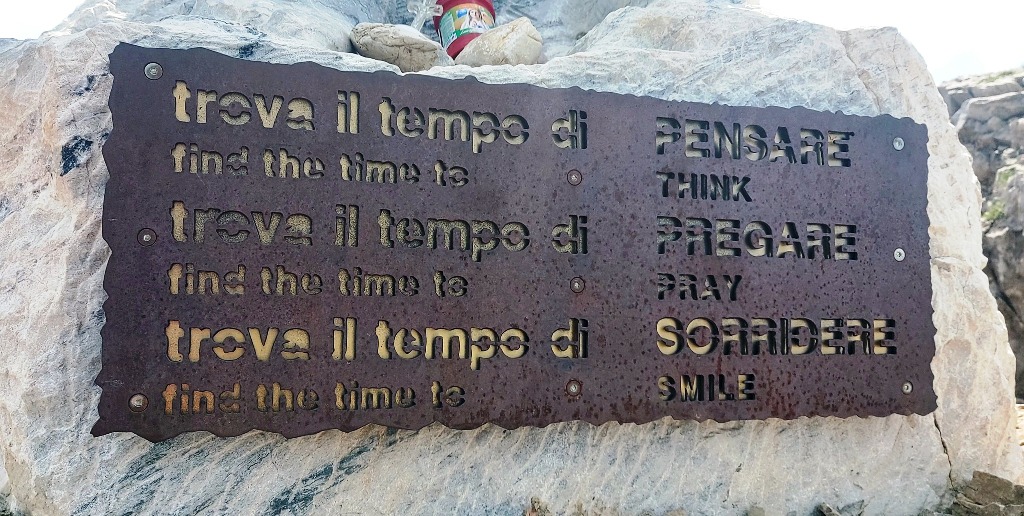 trova il tempo di PENSARE
find the time to THINK
trova il tempo di PREGARE
find the time to PRAY
trova il tempo di SORRIDERE
find the time to SMILE